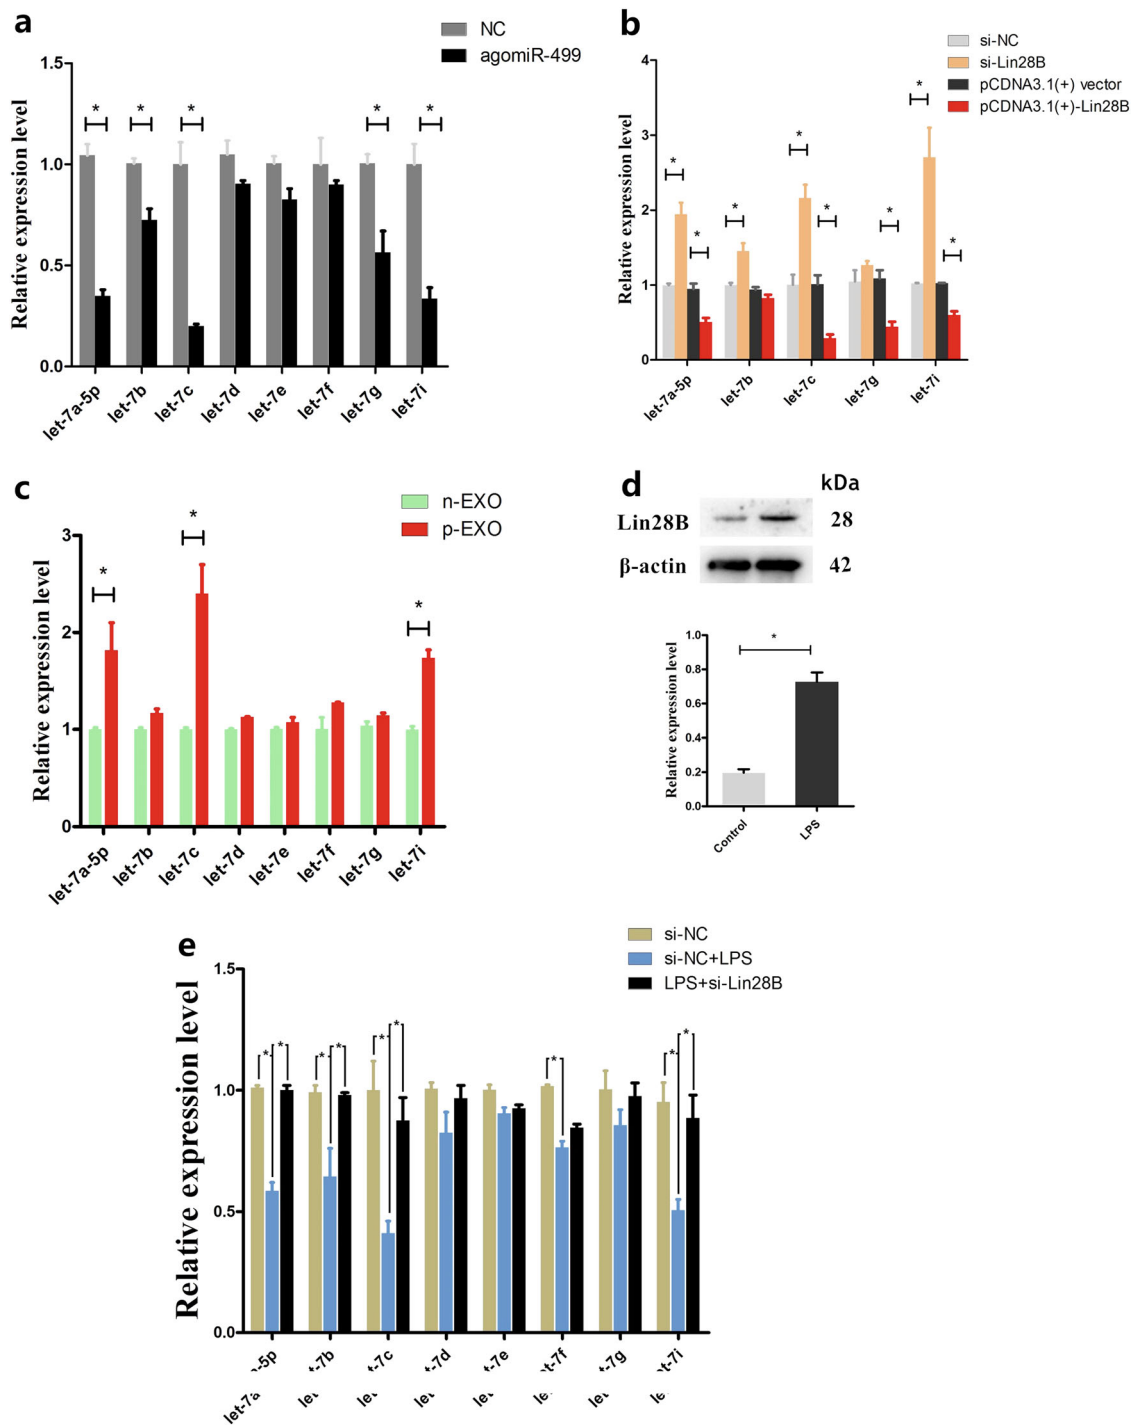 a
NC
agomiR-499
Relative expression level
1.5
1.0
0.5
0.0
* * * * *
let-7a-5p let-7b let-7c let-7d let-7e let-7f let-7g let-7i
b
si-NC
si-Lin28B
pCDNA3.1(+) vector
pCDNA3.1(+)-Lin28B
Relative expression level
4
3
2
1
0
* * * * * * * *
let-7a-5p let-7b let-7c let-7g let-7i
c
n-EXO
p-EXO
Relative expression level
3
2
1
0
* * *
let-7a-5p let-7b let-7c let-7d let-7e let-7f let-7g let-7i
d
kDa
Lin28B 28
β-actin 42
Relative expression level
1.0
0.8
0.6
0.4
0.2
0.0
*
Control LPS
e
si-NC
si-NC+LPS
LPS+si-Lin28B
Relative expression level
1.5
1.0
0.5
0.0
* * * * * * * * *